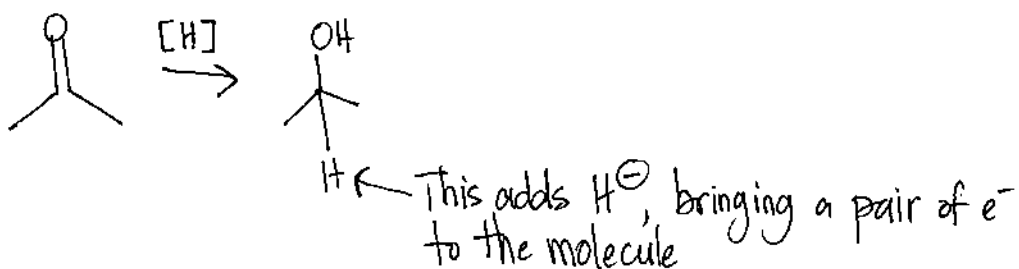 O
[H]
OH
H
This adds H⊖, bringing a pair of e⁻
to the molecule